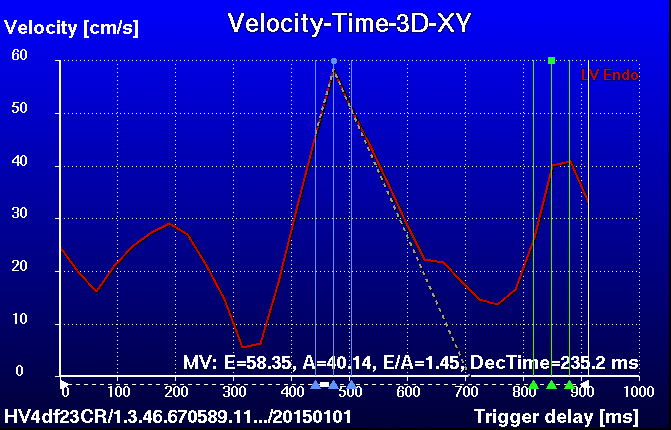 Velocity-Time-3D-XY
Velocity [cm/s]
60
LV Endo
50
40
30
20
10
0
MV: E=58.35, A=40.14, E/A=1.45, DecTime=235.2 ms
0 100 200 300 400 500 600 700 800 900 1000
HV4df23CR/1.3.46.670589.11.../20150101
Trigger delay [ms]